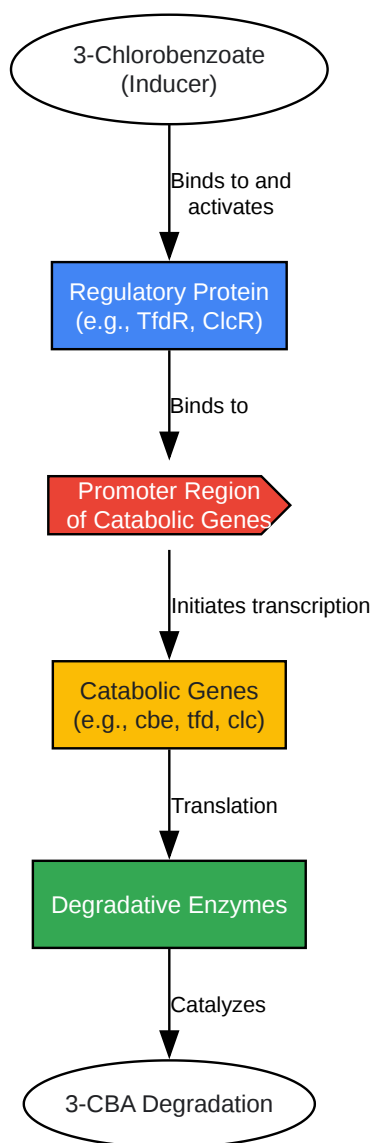 3-Chlorobenzoate
(Inducer)
Binds to and
activates
Regulatory Protein
(e.g., TfdR, ClcR)
Binds to
Promoter Region
of Catabolic Genes
Initiates transcription
Catabolic Genes
(e.g., cbe, tfd, clc)
Translation
Degradative Enzymes
Catalyzes
3-CBA Degradation